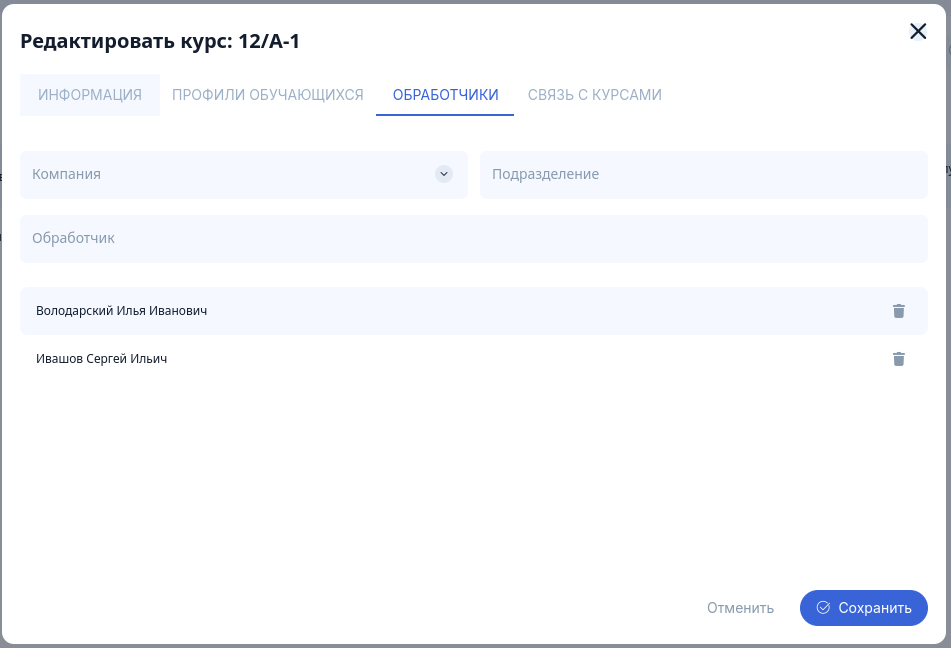 Редактировать курс: 12/А-1
ИНФОРМАЦИЯ ПРОФИЛИ ОБУЧАЮЩИХСЯ ОБРАБОТЧИКИ СВЯЗЬ С КУРСАМИ
Компания Подразделение
Обработчик
Володарский Илья Иванович
Ивашов Сергей Ильич
Отменить Сохранить